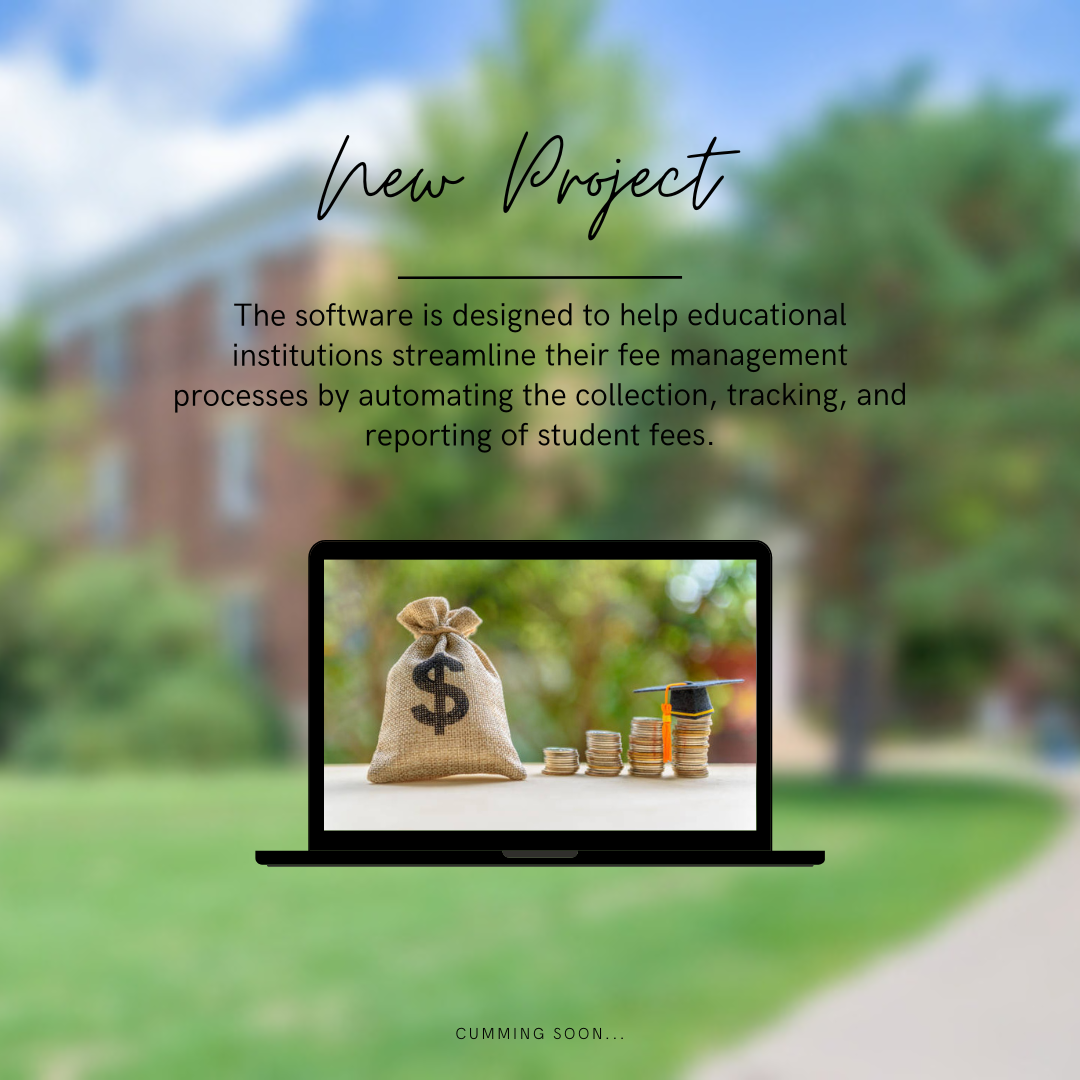 New Project
The software is designed to help educational
institutions streamline their fee management
processes by automating the collection, tracking, and
reporting of student fees.
$
CUMMING SOON...